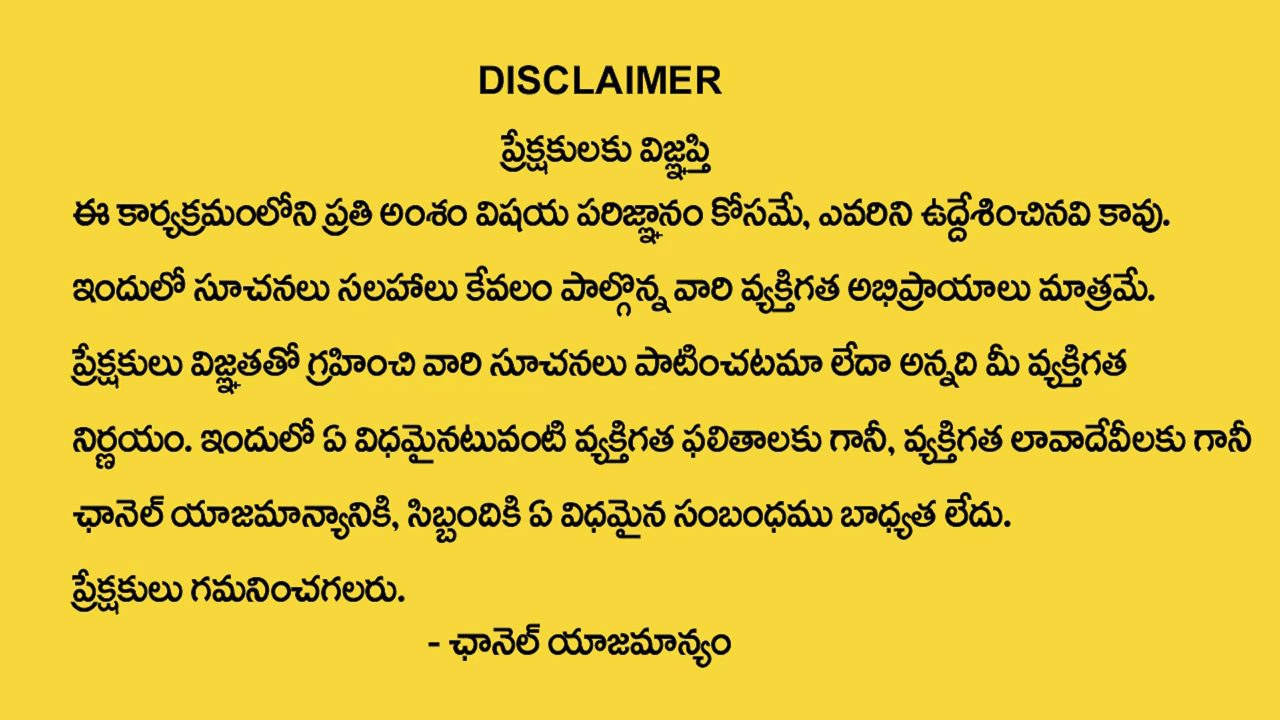 DISCLAIMER
ప్రేక్షకులకు విజ్ఞప్తి
ఈ కార్యక్రమంలోని ప్రతి అంశం విషయ పరిజ్ఞానం కోసమే, ఎవరిని ఉద్దేశించినవి కావు.
ఇందులో సూచనలు సలహాలు కేవలం పాల్గొన్న వారి వ్యక్తిగత అభిప్రాయాలు మాత్రమే.
ప్రేక్షకులు విజ్ఞతతో గ్రహించి వారి సూచనలు పాటించటమా లేదా అన్నది మీ వ్యక్తిగత
నిర్ణయం. ఇందులో ఏ విధమైనటువంటి వ్యక్తిగత ఫలితాలకు గానీ, వ్యక్తిగత లావాదేవీలకు గానీ
ఛానెల్ యాజమాన్యానికి, సిబ్బందికి ఏ విధమైన సంబంధము బాధ్యత లేదు.
ప్రేక్షకులు గమనించగలరు.
- ఛానెల్ యాజమాన్యం